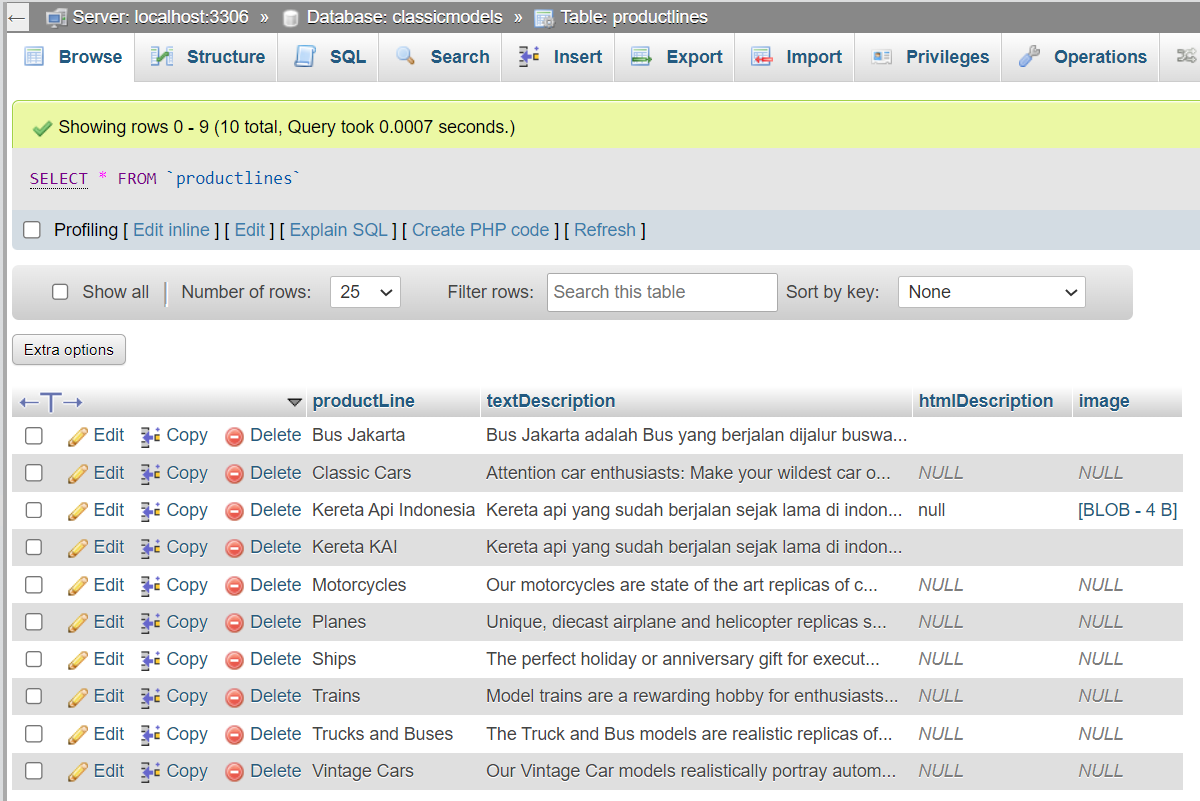 Server: localhost:3306 » Database: classicmodels » Table: productlines
Browse Structure SQL Search Insert Export Import Privileges Operations
Showing rows 0 - 9 (10 total, Query took 0.0007 seconds.)
SELECT * FROM `productlines`
Profiling [ Edit inline ] [ Edit ] [ Explain SQL ] [ Create PHP code ] [ Refresh ]
Show all | Number of rows: 25 Filter rows: Search this table Sort by key: None
Extra options
←T→ productLine textDescription htmlDescription image
Edit Copy Delete Bus Jakarta Bus Jakarta adalah Bus yang berjalan dijalur buswa...
Edit Copy Delete Classic Cars Attention car enthusiasts: Make your wildest car o... NULL NULL
Edit Copy Delete Kereta Api Indonesia Kereta api yang sudah berjalan sejak lama di indon... null [BLOB - 4 B]
Edit Copy Delete Kereta KAI Kereta api yang sudah berjalan sejak lama di indon...
Edit Copy Delete Motorcycles Our motorcycles are state of the art replicas of c... NULL NULL
Edit Copy Delete Planes Unique, diecast airplane and helicopter replicas s... NULL NULL
Edit Copy Delete Ships The perfect holiday or anniversary gift for execut... NULL NULL
Edit Copy Delete Trains Model trains are a rewarding hobby for enthusiasts... NULL NULL
Edit Copy Delete Trucks and Buses The Truck and Bus models are realistic replicas of... NULL NULL
Edit Copy Delete Vintage Cars Our Vintage Car models realistically portray autom... NULL NULL